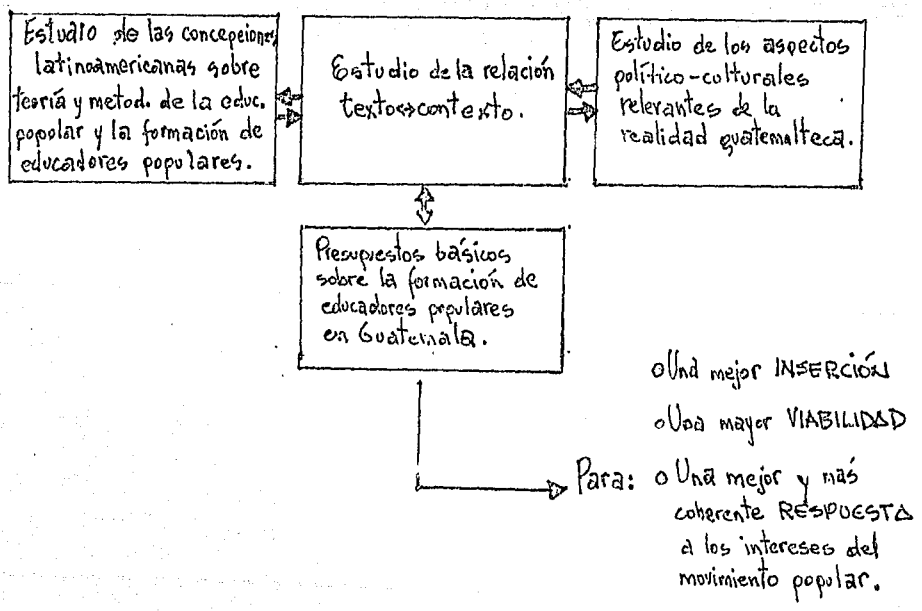 Estudio de las concepciones
latinoamericanas sobre
teoría y metod. de la educ.
popular y la formación de
educadores populares.
Estudio de la relación
texto⇔contexto.
Estudio de los aspectos
político-culturales
relevantes de la
realidad guatemalteca.
Presupuestos básicos
sobre la formación de
educadores populares
en Guatemala.
o Una mejor INSERCIÓN
o Una mayor VIABILIDAD
Para: o Una mejor y más
coherente RESPUESTA
a los intereses del
movimiento popular.